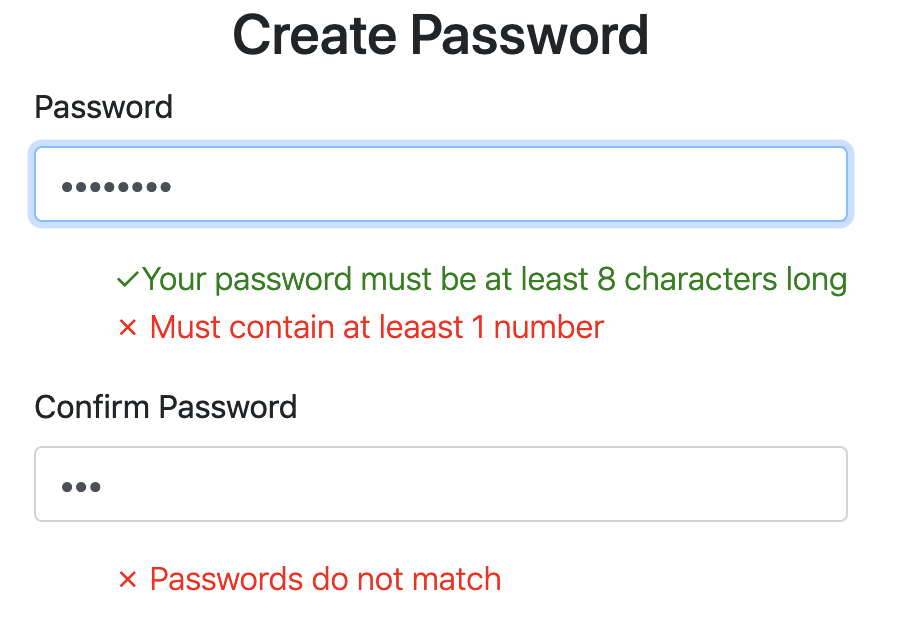 Create Password
Password
••••••••
✓Your password must be at least 8 characters long
× Must contain at leaast 1 number
Confirm Password
•••
× Passwords do not match